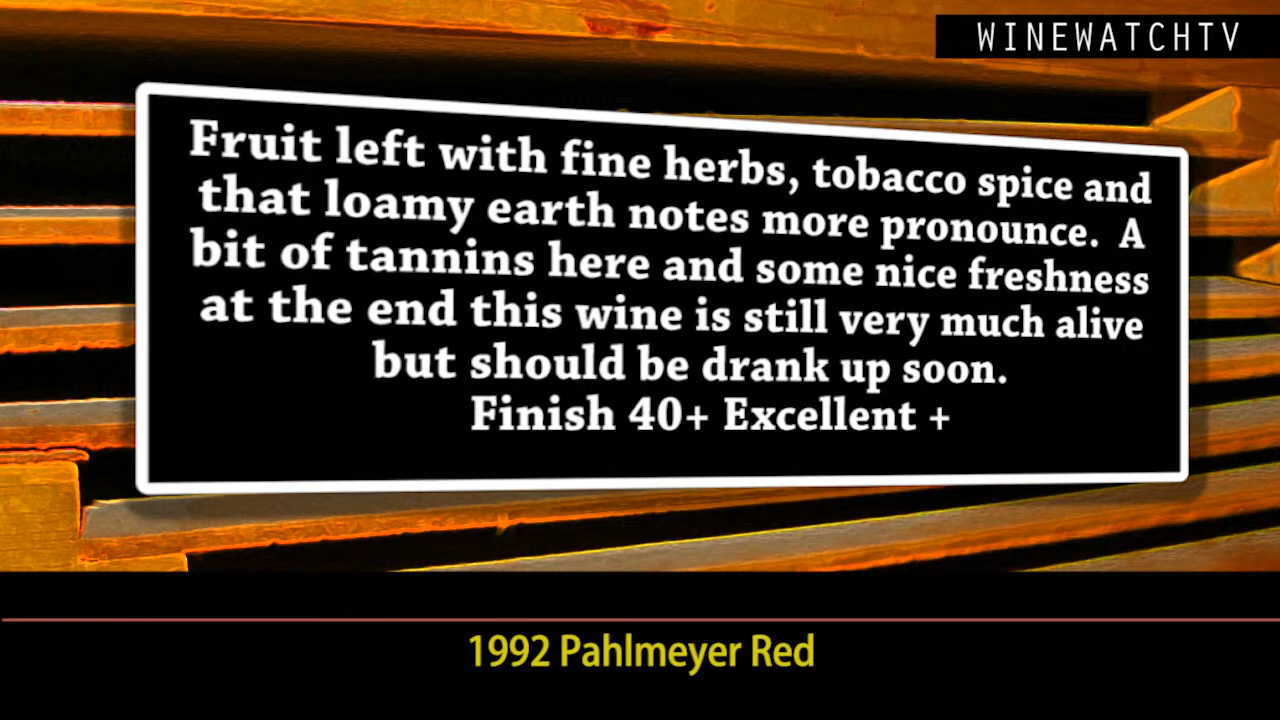 WINEWATCHTV
Fruit left with fine herbs, tobacco spice and
that loamy earth notes more pronounce.  A
bit of tannins here and some nice freshness
at the end this wine is still very much alive
but should be drank up soon.
Finish 40+ Excellent +
1992 Pahlmeyer Red